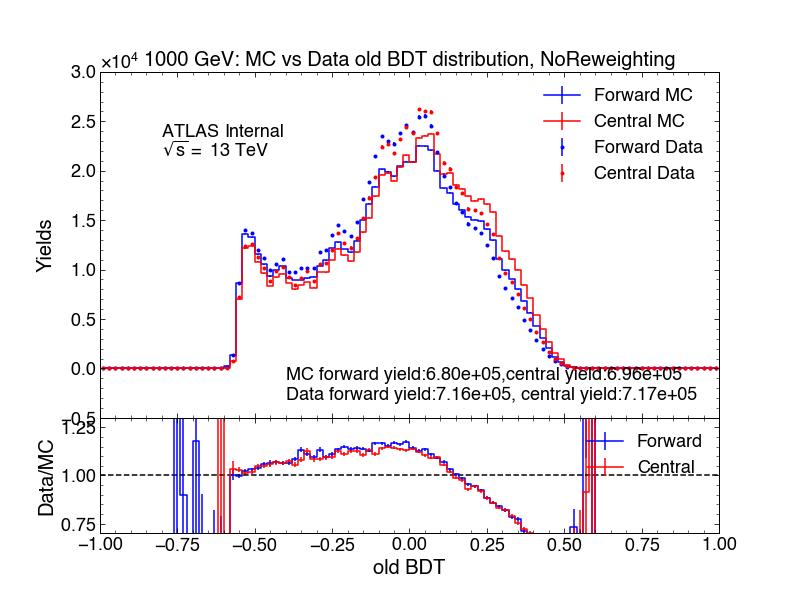 ×10⁴ 1000 GeV: MC vs Data old BDT distribution, NoReweighting
3.0
2.5
2.0
1.5
1.0
0.5
0.0
−0.5
Yields
ATLAS Internal
√s = 13 TeV
Forward MC
Central MC
Forward Data
Central Data
MC forward yield:6.80e+05,central yield:6.96e+05
Data forward yield:7.16e+05, central yield:7.17e+05
1.25
1.00
0.75
Data/MC
Forward
Central
−1.00 −0.75 −0.50 −0.25 0.00 0.25 0.50 0.75 1.00
old BDT